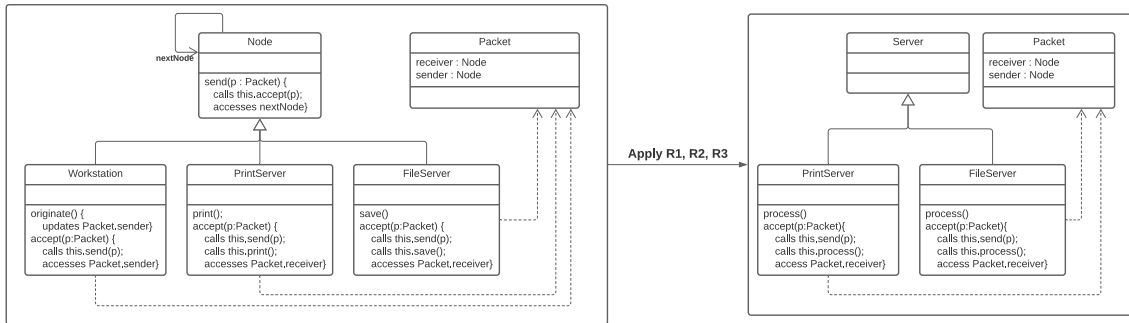 Node
nextNode
send(p : Packet) {
calls this.accept(p);
accesses nextNode}
Packet
receiver : Node
sender : Node
Workstation
originate() {
updates Packet.sender}
accept(p:Packet) {
calls this.send(p);
accesses Packet.sender}
PrintServer
print();
accept(p:Packet) {
calls this.send(p);
calls this.print();
accesses Packet.receiver}
FileServer
save()
accept(p:Packet) {
calls this.send(p);
calls this.save();
accesses Packet.receiver}
Apply R1, R2, R3
Server
Packet
receiver : Node
sender : Node
PrintServer
process()
accept(p:Packet){
calls this.send(p);
calls this.process();
access Packet.receiver}
FileServer
process()
accept(p:Packet){
calls this.send(p);
calls this.process();
access Packet.receiver}